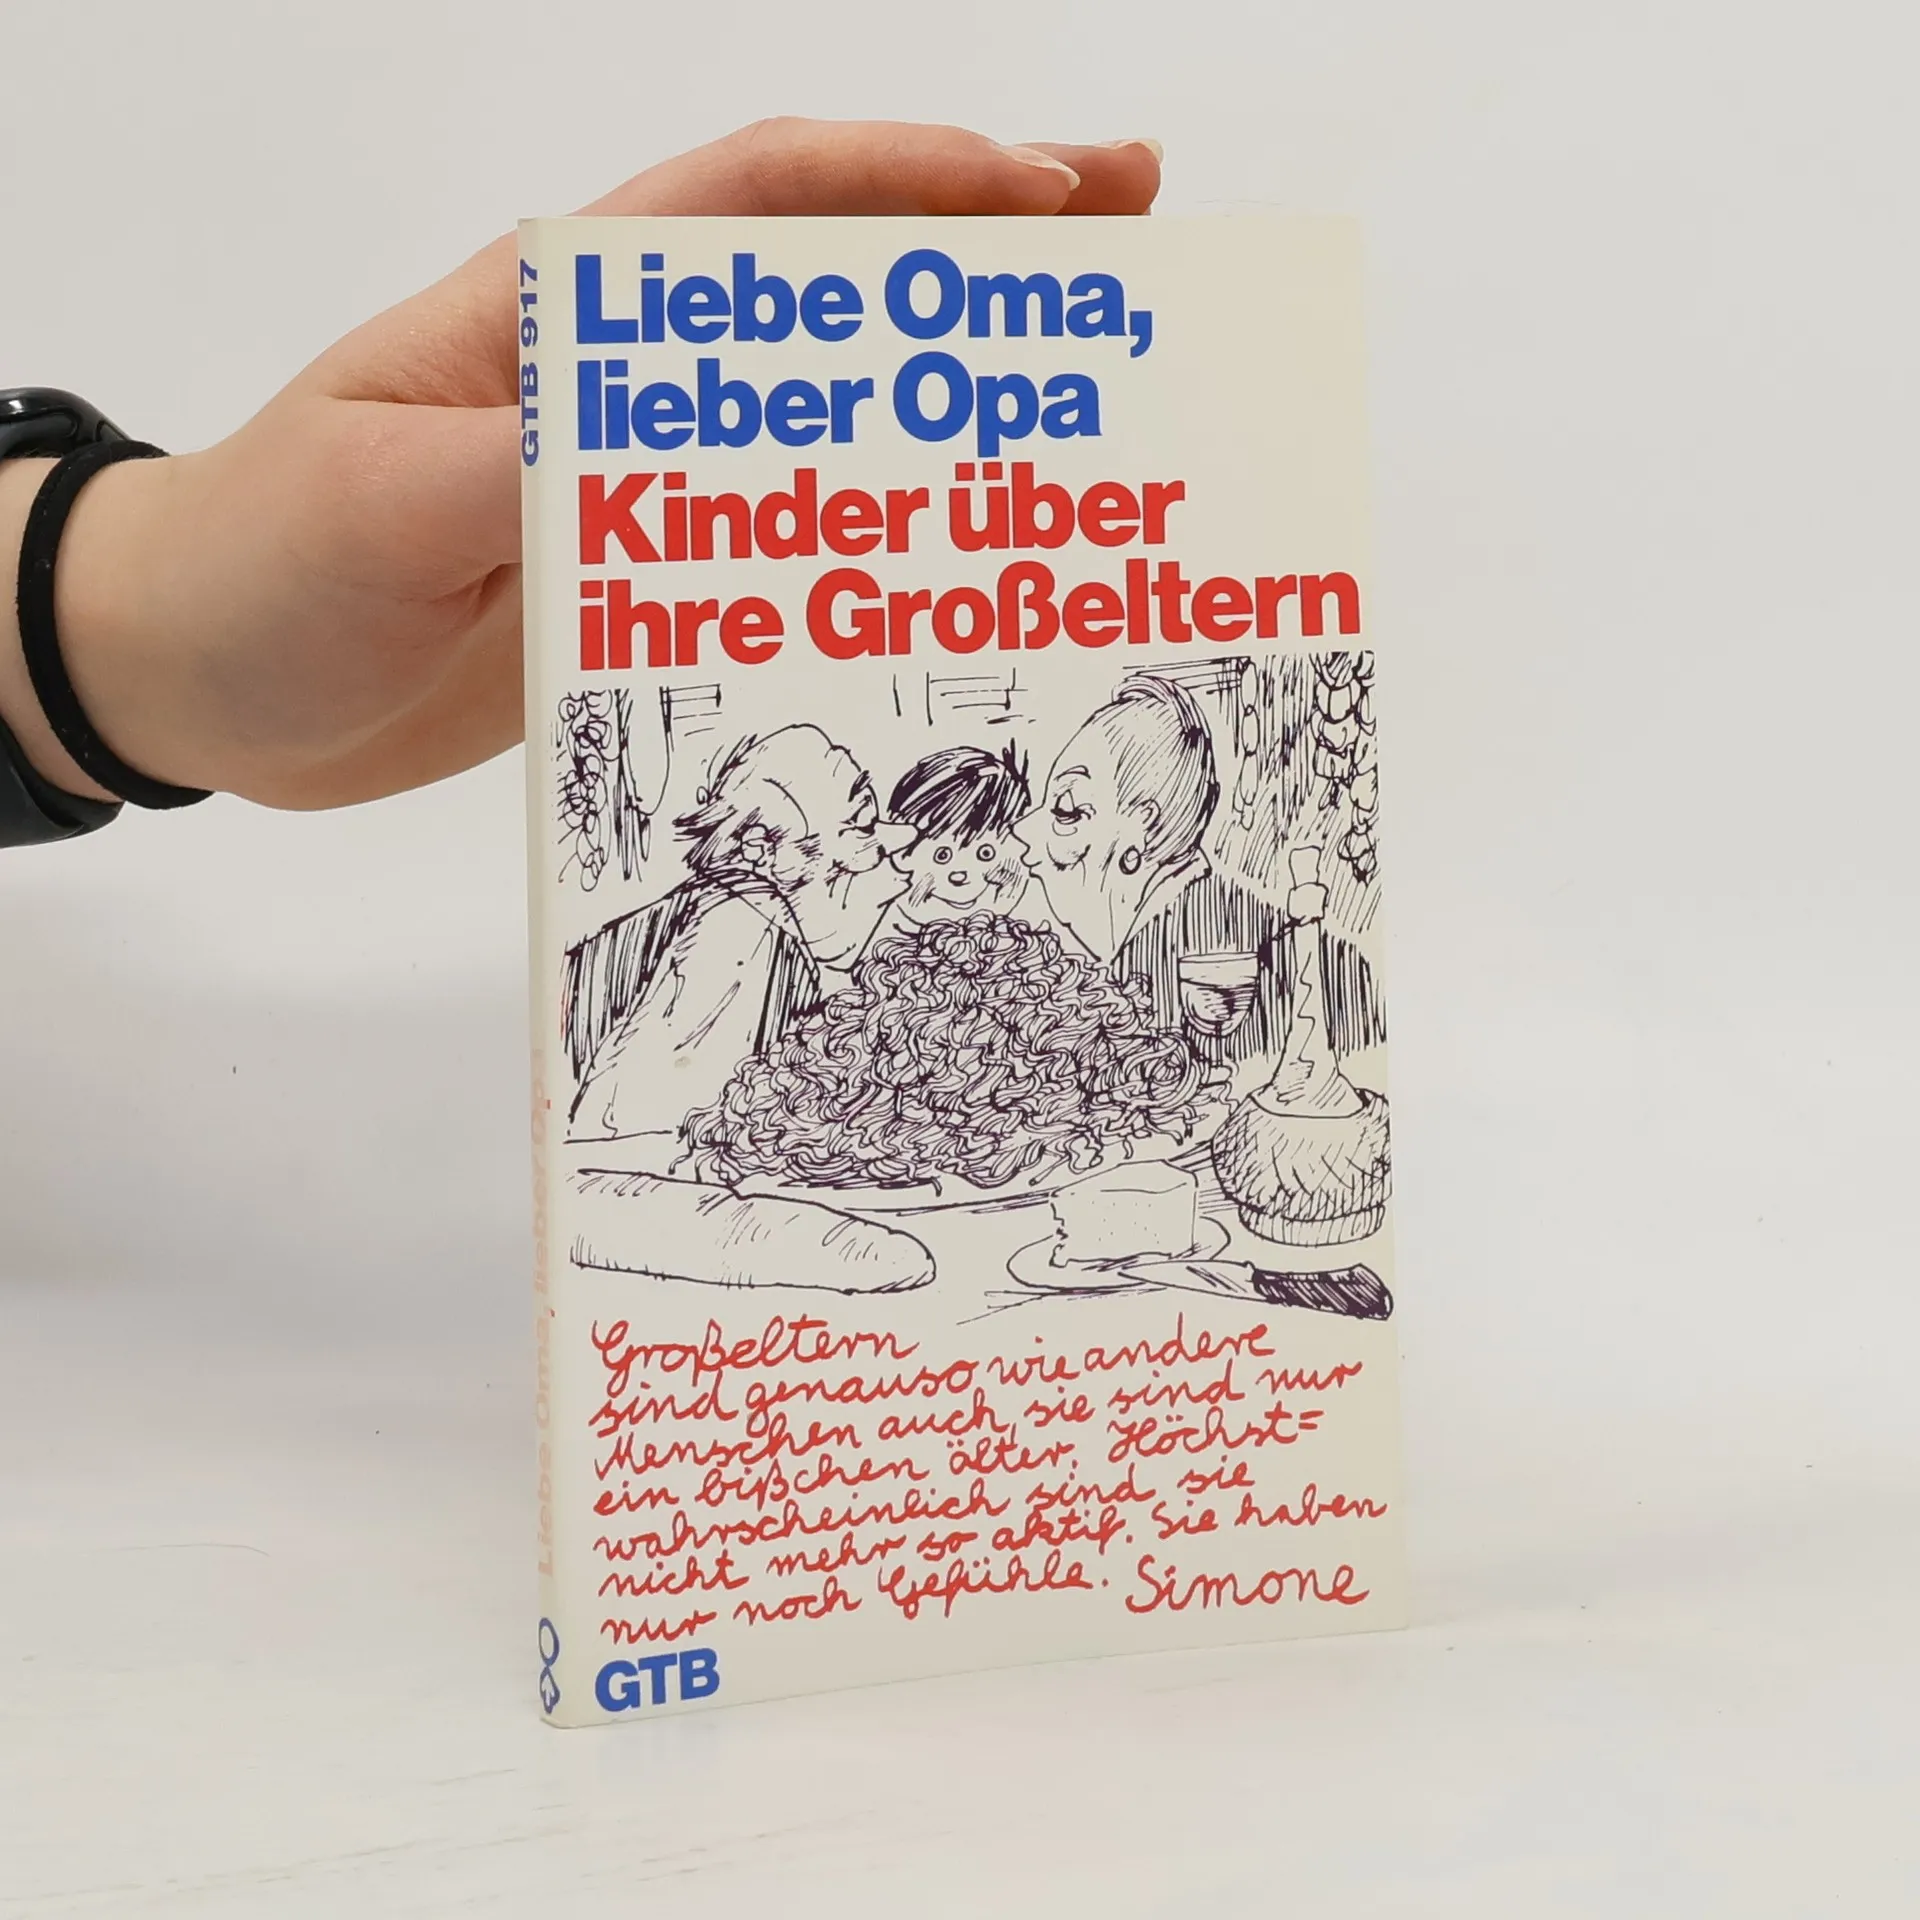 Liebe Oma,
lieber Opa
Kinder über
ihre Großeltern
Großeltern
sind genauso wie andere
Menschen auch, sie sind nur
ein bißchen älter. Höchst=
wahrscheinlich sind sie
nicht mehr so aktif. Sie haben
nur noch Gefühle. Simone
GTB
GTB 917
Liebe Oma, lieber Opa